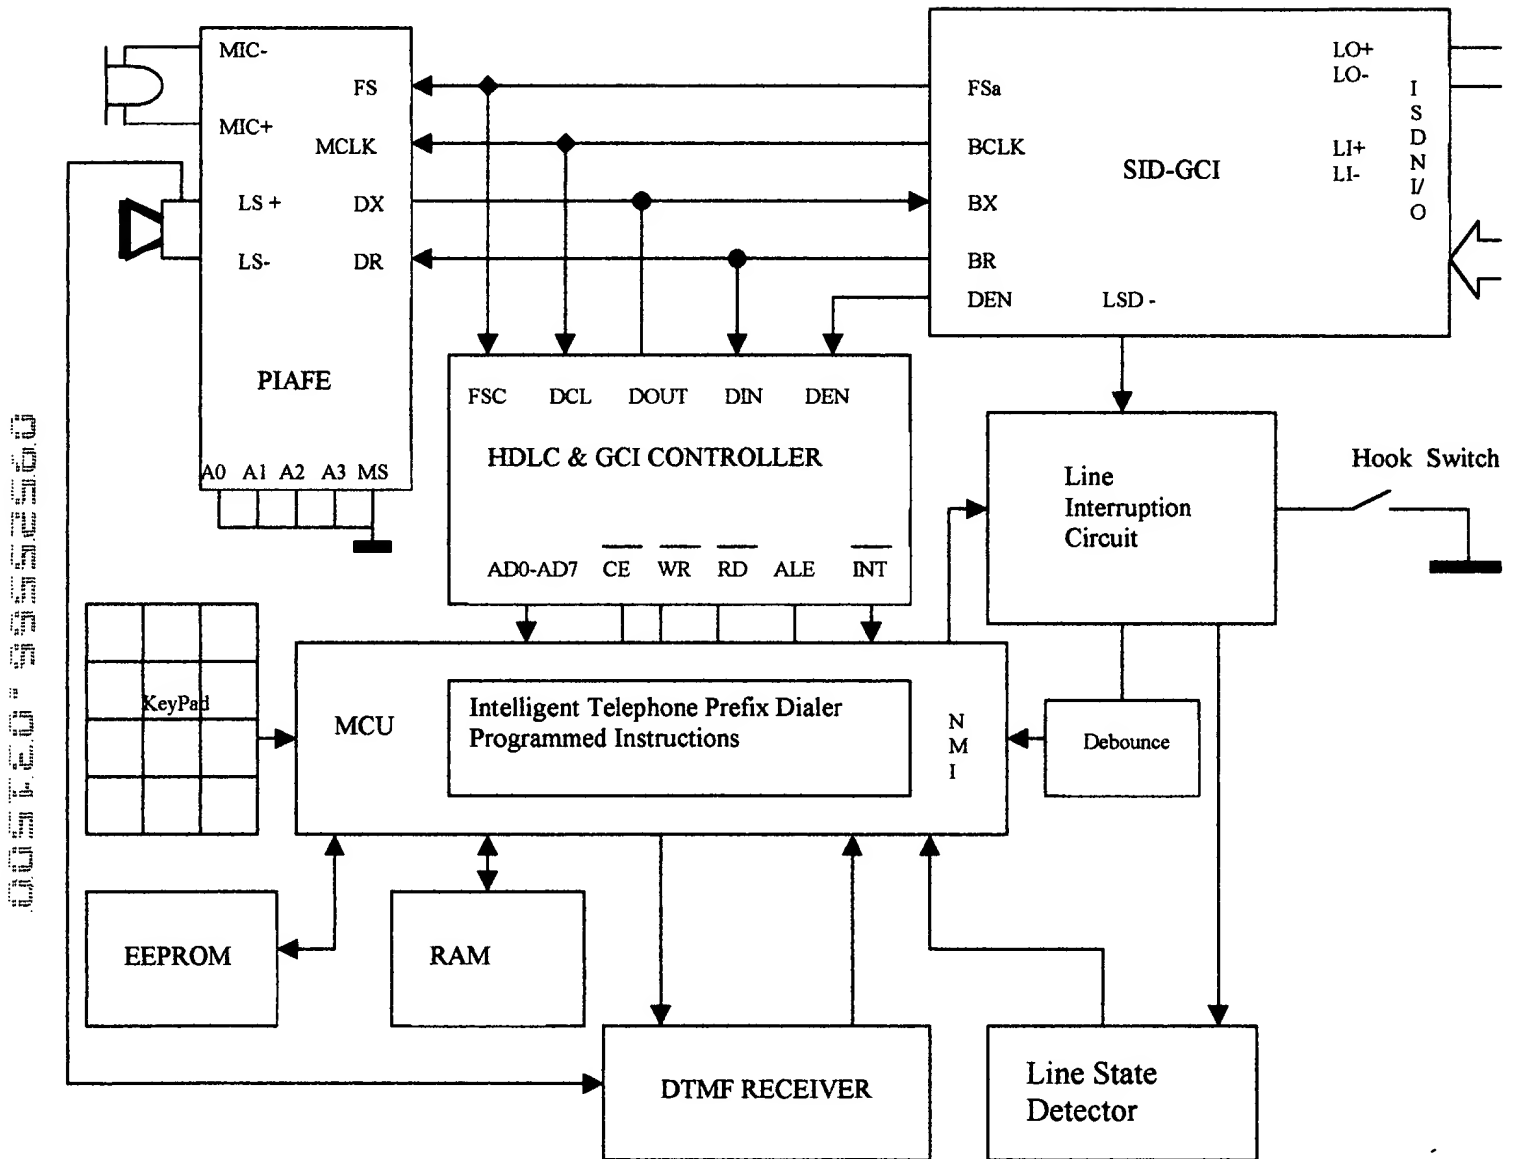 MIC-
FS
MIC+
MCLK
LS +
DX
LS-
DR
PIAFE
A0 A1 A2 A3 MS
FSa
BCLK
BX
BR
DEN
LSD -
SID-GCI
LO+
LO-
LI+
LI-
I
S
D
N
I/
O
FSC DCL DOUT DIN DEN
HDLC & GCI CONTROLLER
AD0-AD7 CE WR RD ALE INT
Line
Interruption
Circuit
Hook Switch
KeyPad
MCU
Intelligent Telephone Prefix Dialer
Programmed Instructions
N
M
I
Debounce
EEPROM
RAM
DTMF RECEIVER
Line State
Detector